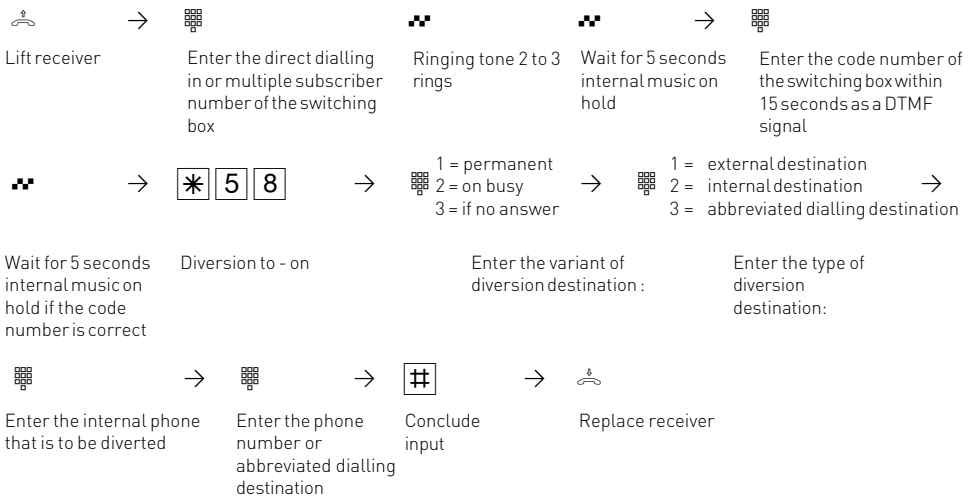 Lift receiver
Enter the direct dialling
in or multiple subscriber
number of the switching
box
Ringing tone 2 to 3
rings
Wait for 5 seconds
internal music on
hold
Enter the code number of
the switching box within
15 seconds as a DTMF
signal
* 5 8
1 = permanent
2 = on busy
3 = if no answer
1 = external destination
2 = internal destination
3 = abbreviated dialling destination
Wait for 5 seconds
internal music on
hold if the code
number is correct
Diversion to - on
Enter the variant of
diversion destination :
Enter the type of
diversion
destination:
#
Enter the internal phone
that is to be diverted
Enter the phone
number or
abbreviated dialling
destination
Conclude
input
Replace receiver